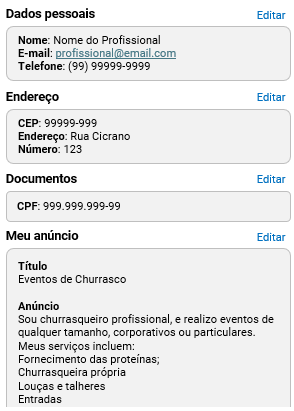 Dados pessoais Editar
Nome: Nome do Profissional
E-mail: profissional@email.com
Telefone: (99) 99999-9999
Endereço Editar
CEP: 99999-999
Endereço: Rua Cicrano
Número: 123
Documentos Editar
CPF: 999.999.999-99
Meu anúncio Editar
Título
Eventos de Churrasco
Anúncio
Sou churrasqueiro profissional, e realizo eventos de
qualquer tamanho, corporativos ou particulares.
Meus serviços incluem:
Fornecimento das proteínas;
Churrasqueira própria
Louças e talheres
Entradas